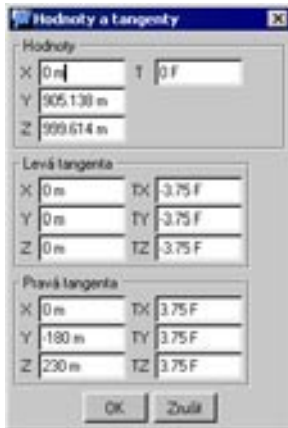 Hodnoty a tangenty
Hodnoty
X 0 m T 0 F
Y 905.138 m
Z 999.614 m
Levá tangenta
X 0 m TX -3.75 F
Y 0 m TY -3.75 F
Z 0 m TZ -3.75 F
Pravá tangenta
X 0 m TX 3.75 F
Y -180 m TY 3.75 F
Z 230 m TZ 3.75 F
OK Zrušit